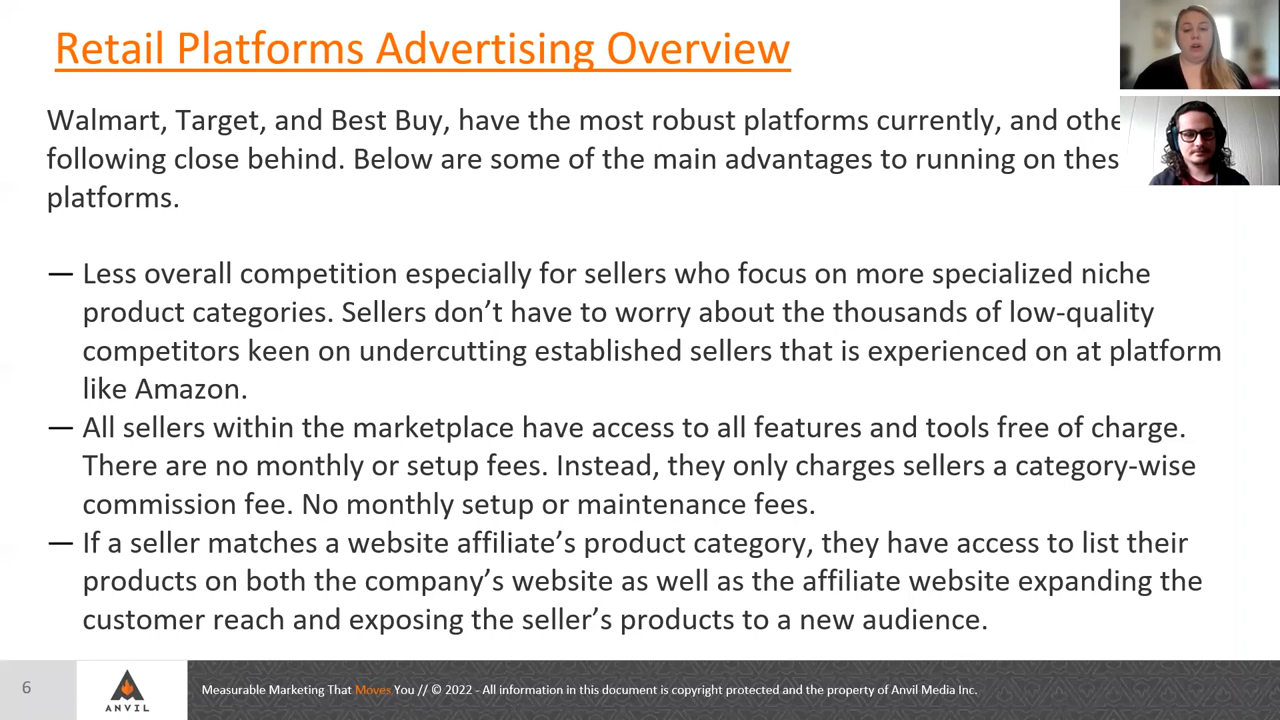 Retail Platforms Advertising Overview
Walmart, Target, and Best Buy, have the most robust platforms currently, and
following close behind. Below are some of the main advantages to running on
platforms.
— Less overall competition especially for sellers who focus on more specialized niche
product categories. Sellers don’t have to worry about the thousands of low-quality
competitors keen on undercutting established sellers that is experienced on at platform
like Amazon.
— All sellers within the marketplace have access to all features and tools free of charge.
There are no monthly or setup fees. Instead, they only charges sellers a category-wise
commission fee. No monthly setup or maintenance fees.
— If a seller matches a website affiliate’s product category, they have access to list their
products on both the company’s website as well as the affiliate website expanding the
customer reach and exposing the seller’s products to a new audience.
6
ANVIL
Measurable Marketing That Moves You // © 2022 - All information in this document is copyright protected and the property of Anvil Media Inc.